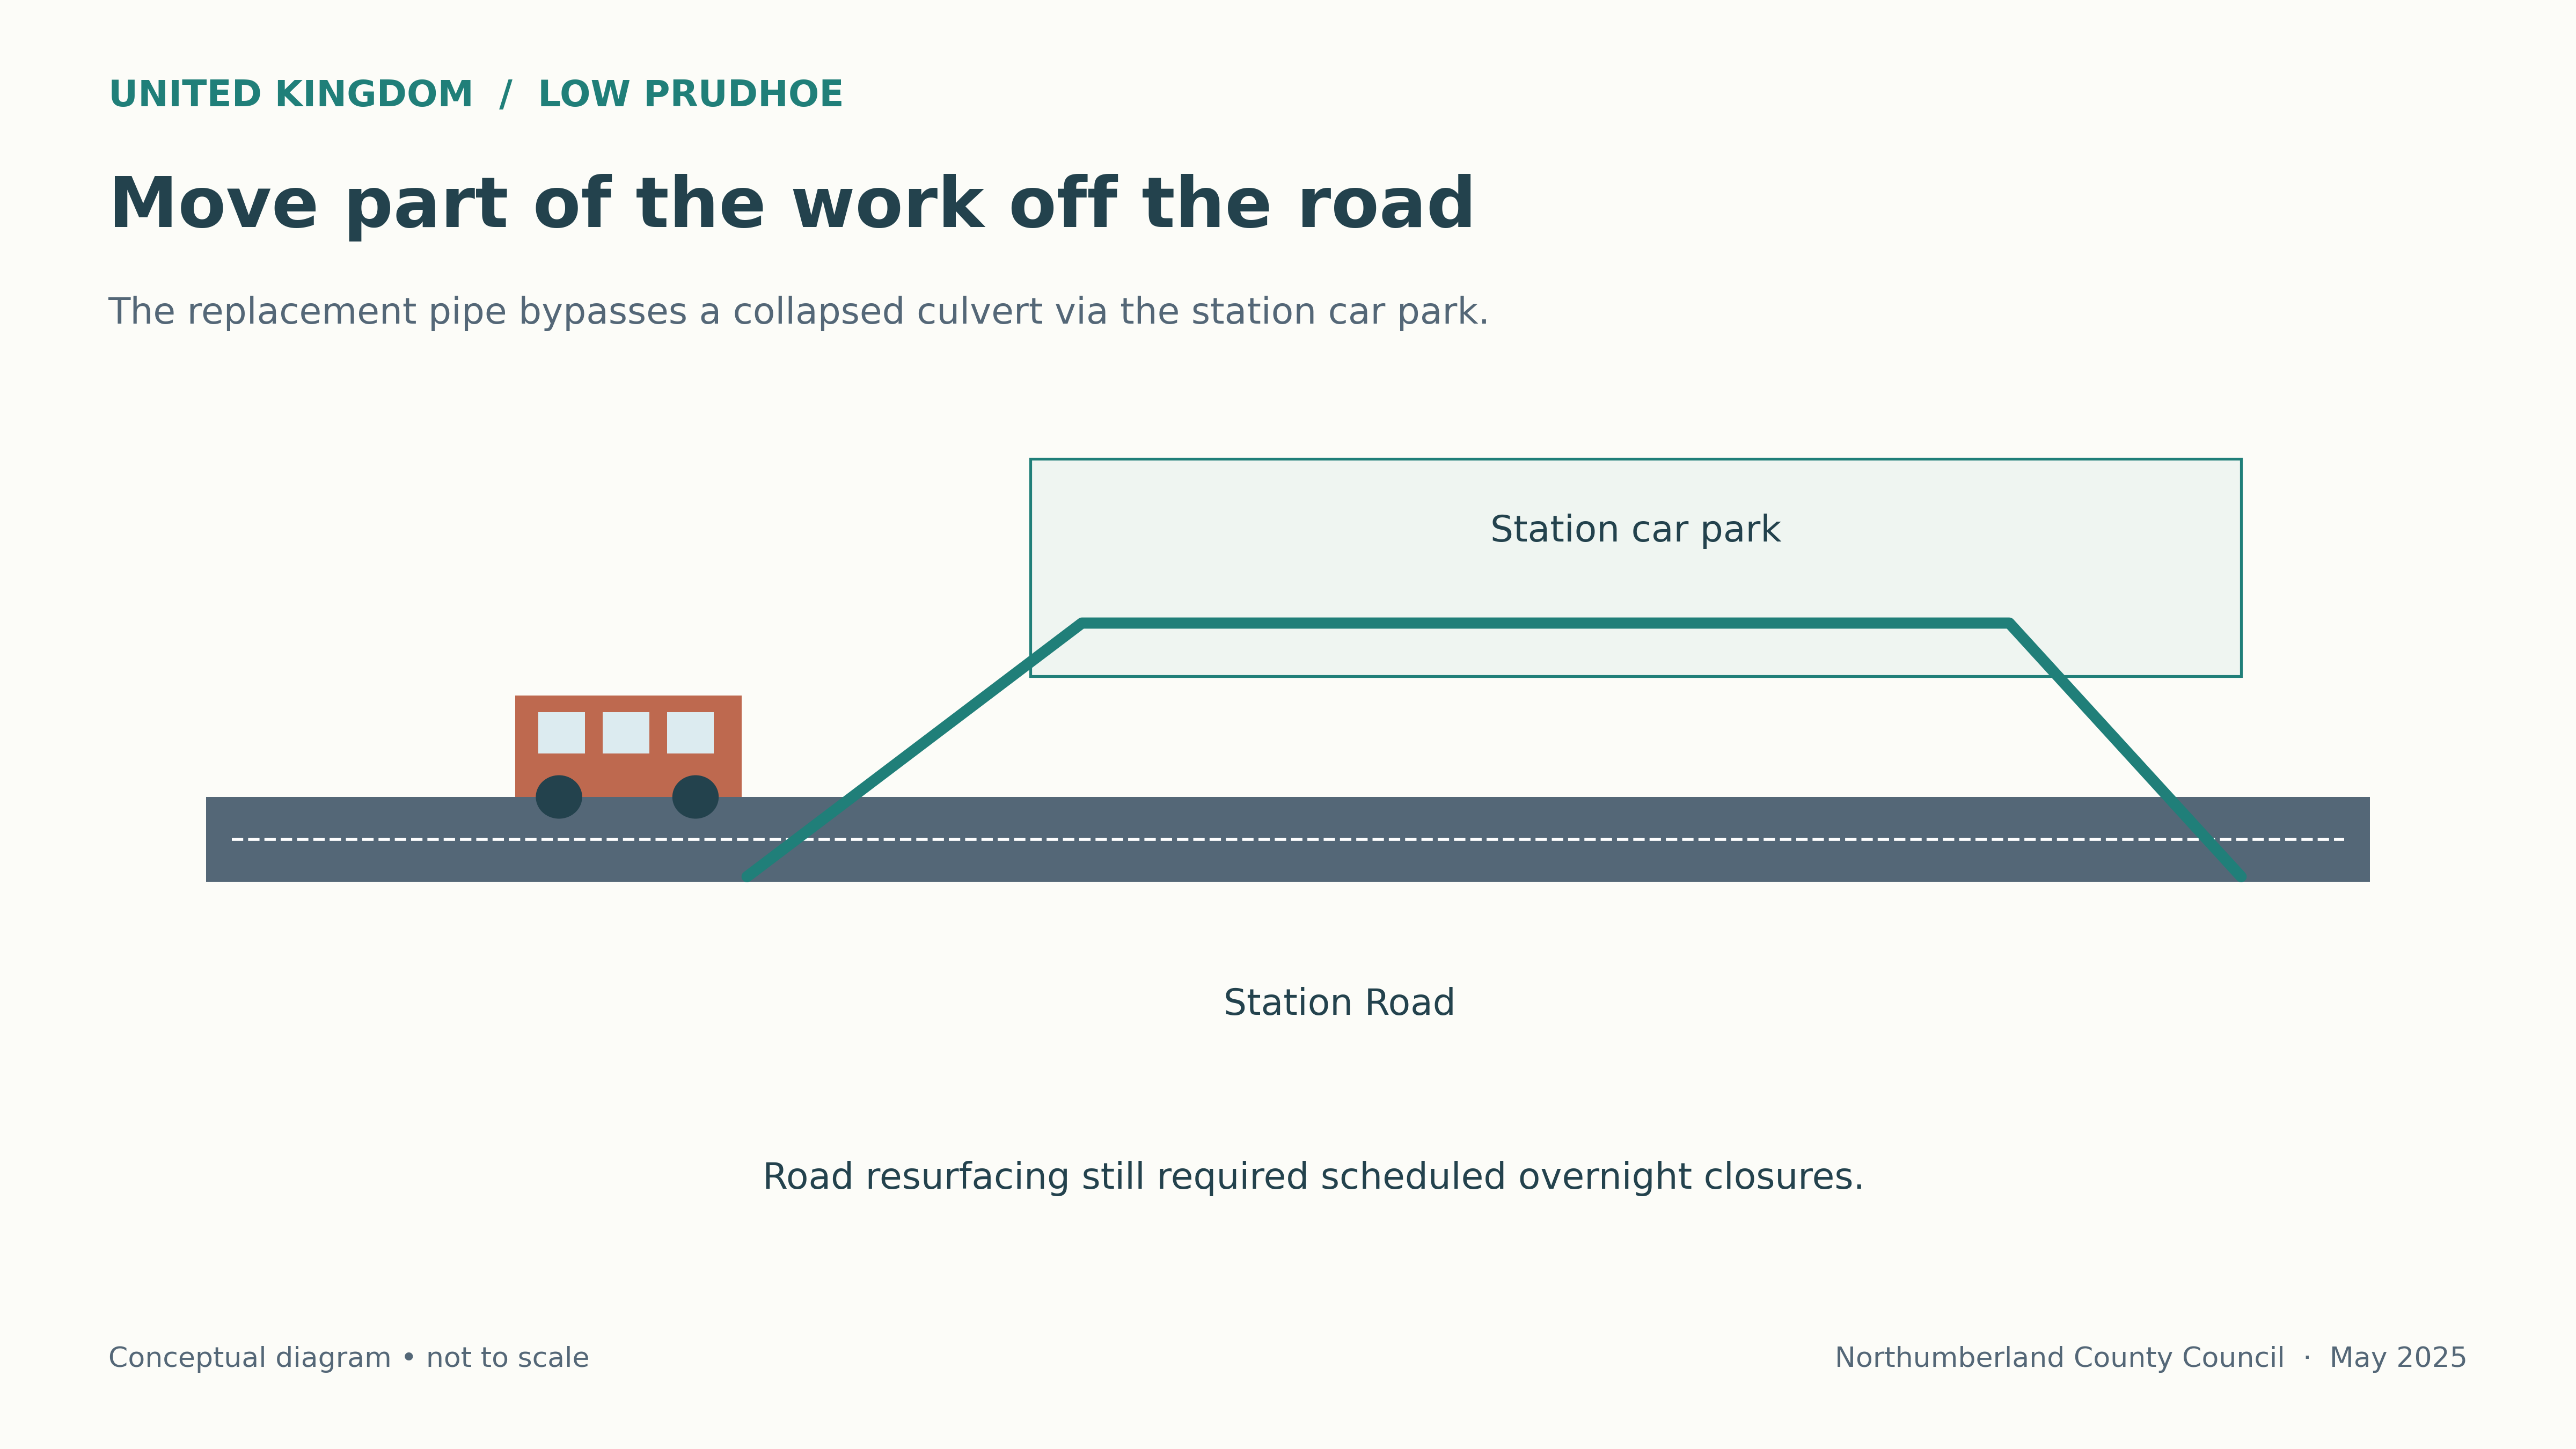 UNITED KINGDOM / LOW PRUDHOE
Move part of the work off the road
The replacement pipe bypasses a collapsed culvert via the station car park.
Station car park
Station Road
Road resurfacing still required scheduled overnight closures.
Conceptual diagram • not to scale
Northumberland County Council · May 2025